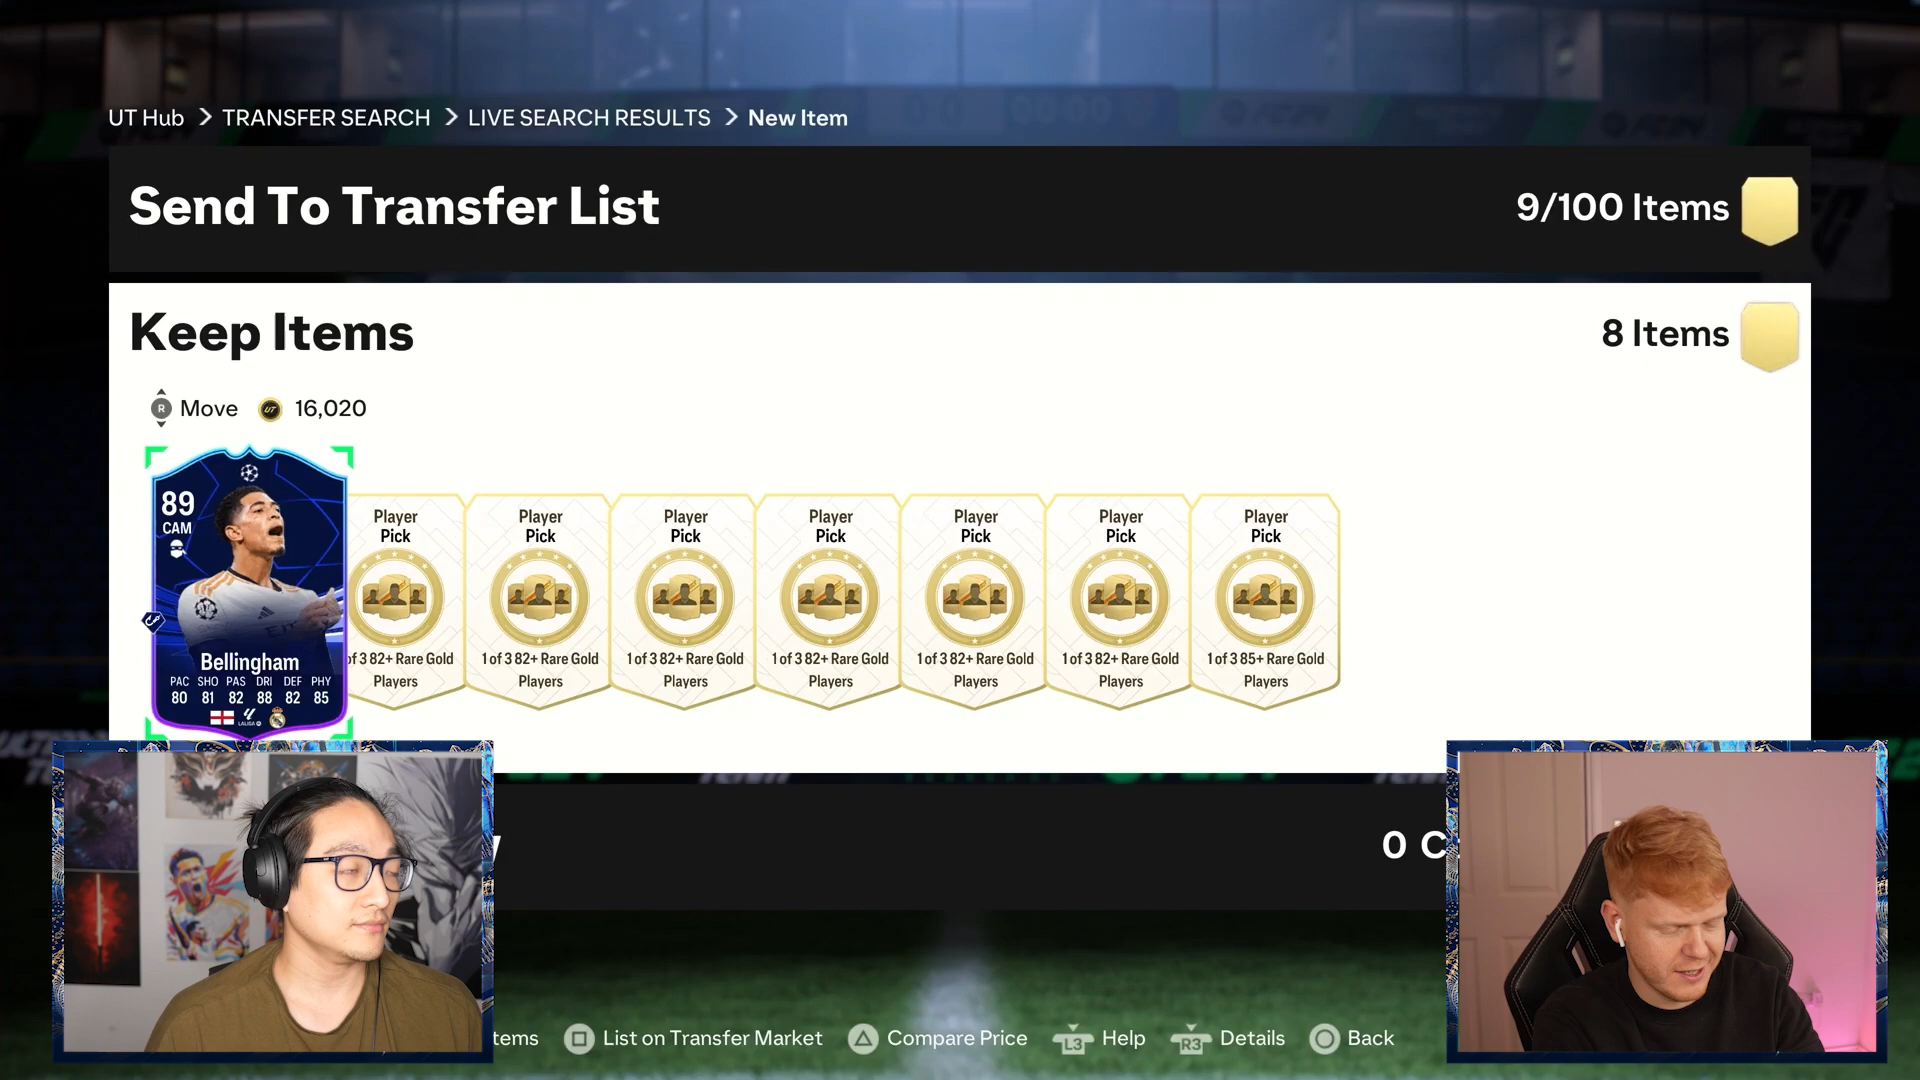 UT Hub > TRANSFER SEARCH > LIVE SEARCH RESULTS > New Item
Send To Transfer List
9/100 Items
Keep Items
8 Items
R Move UT 16,020
89
CAM
Bellingham
PAC SHO PAS DRI DEF PHY
80 81 82 88 82 85
Player
Pick
of 3 82+ Rare Gold
Players
Player
Pick
1 of 3 82+ Rare Gold
Players
Player
Pick
1 of 3 82+ Rare Gold
Players
Player
Pick
1 of 3 82+ Rare Gold
Players
Player
Pick
1 of 3 82+ Rare Gold
Players
Player
Pick
1 of 3 82+ Rare Gold
Players
Player
Pick
1 of 3 85+ Rare Gold
Players
0 C
tems List on Transfer Market Compare Price L3 Help R3 Details Back